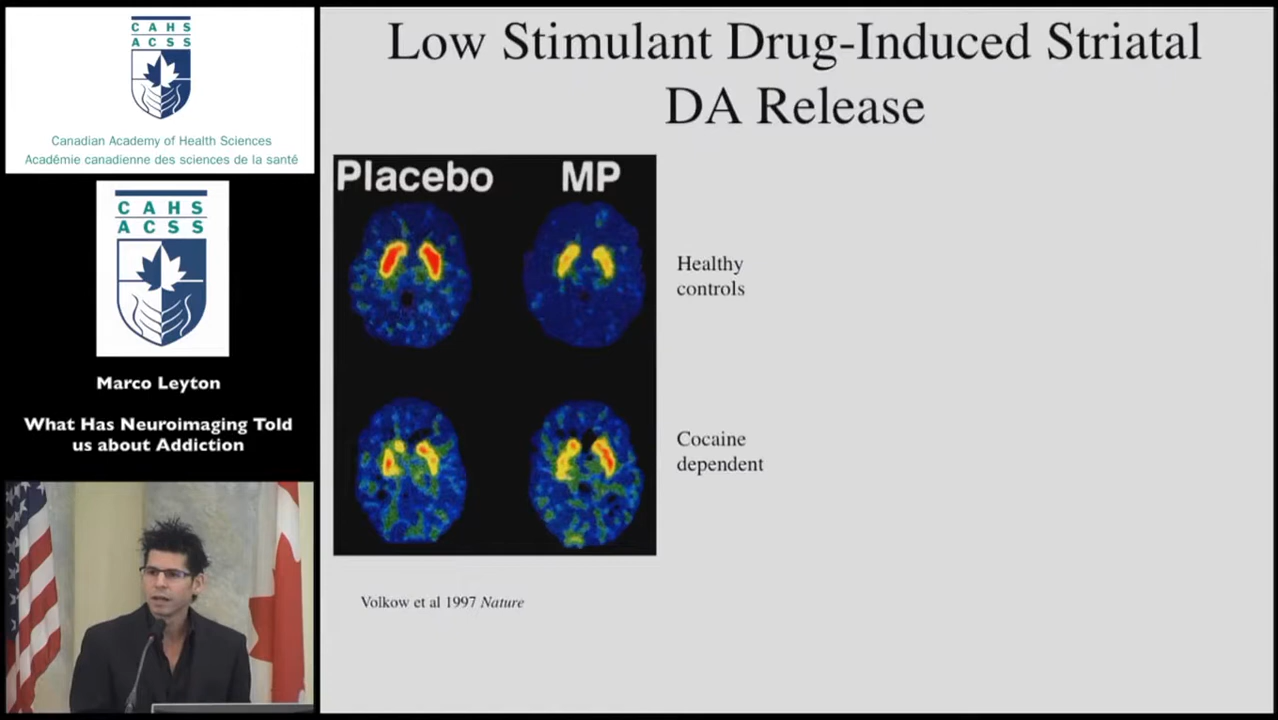 C A H S
A C S S
Canadian Academy of Health Sciences
Académie canadienne des sciences de la santé
C A H S
A C S S
Marco Leyton
What Has Neuroimaging Told
us about Addiction
Low Stimulant Drug-Induced Striatal
DA Release
Placebo MP
Healthy
controls
Cocaine
dependent
Volkow et al 1997 Nature